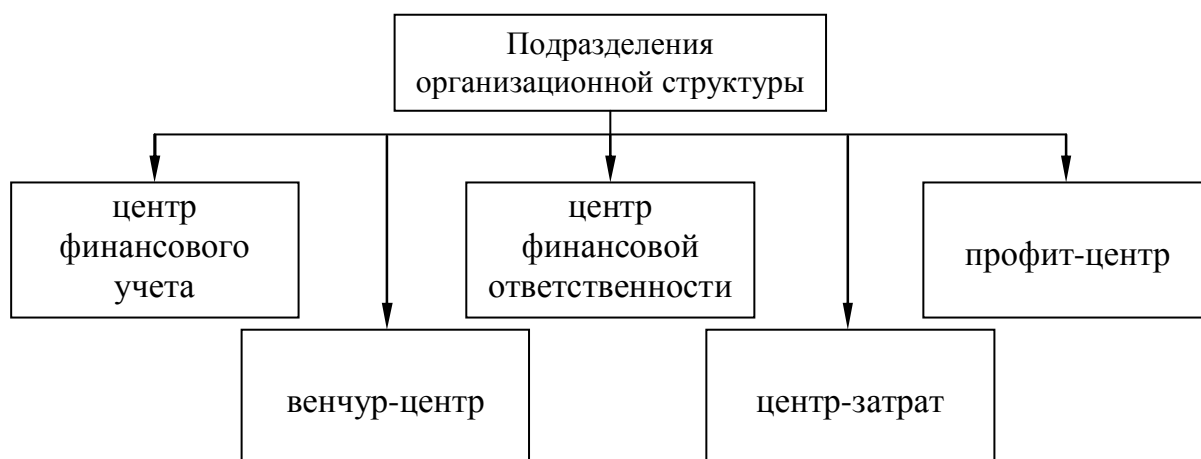 Подразделения
организационной структуры
центр
финансового
учета
центр
финансовой
ответственности
профит-центр
венчур-центр
центр-затрат